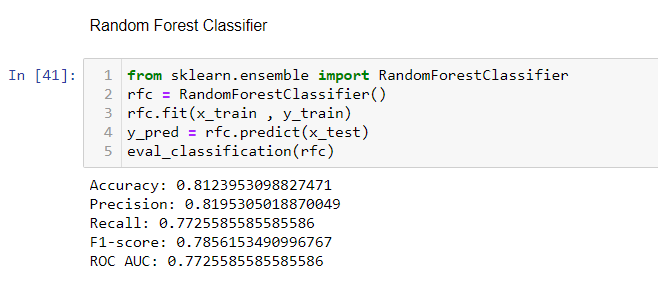 Random Forest Classifier
In [41]:
1 from sklearn.ensemble import RandomForestClassifier
2 rfc = RandomForestClassifier()
3 rfc.fit(x_train , y_train)
4 y_pred = rfc.predict(x_test)
5 eval_classification(rfc)
Accuracy: 0.8123953098827471
Precision: 0.8195305018870049
Recall: 0.7725585585585586
F1-score: 0.7856153490996767
ROC AUC: 0.7725585585585586